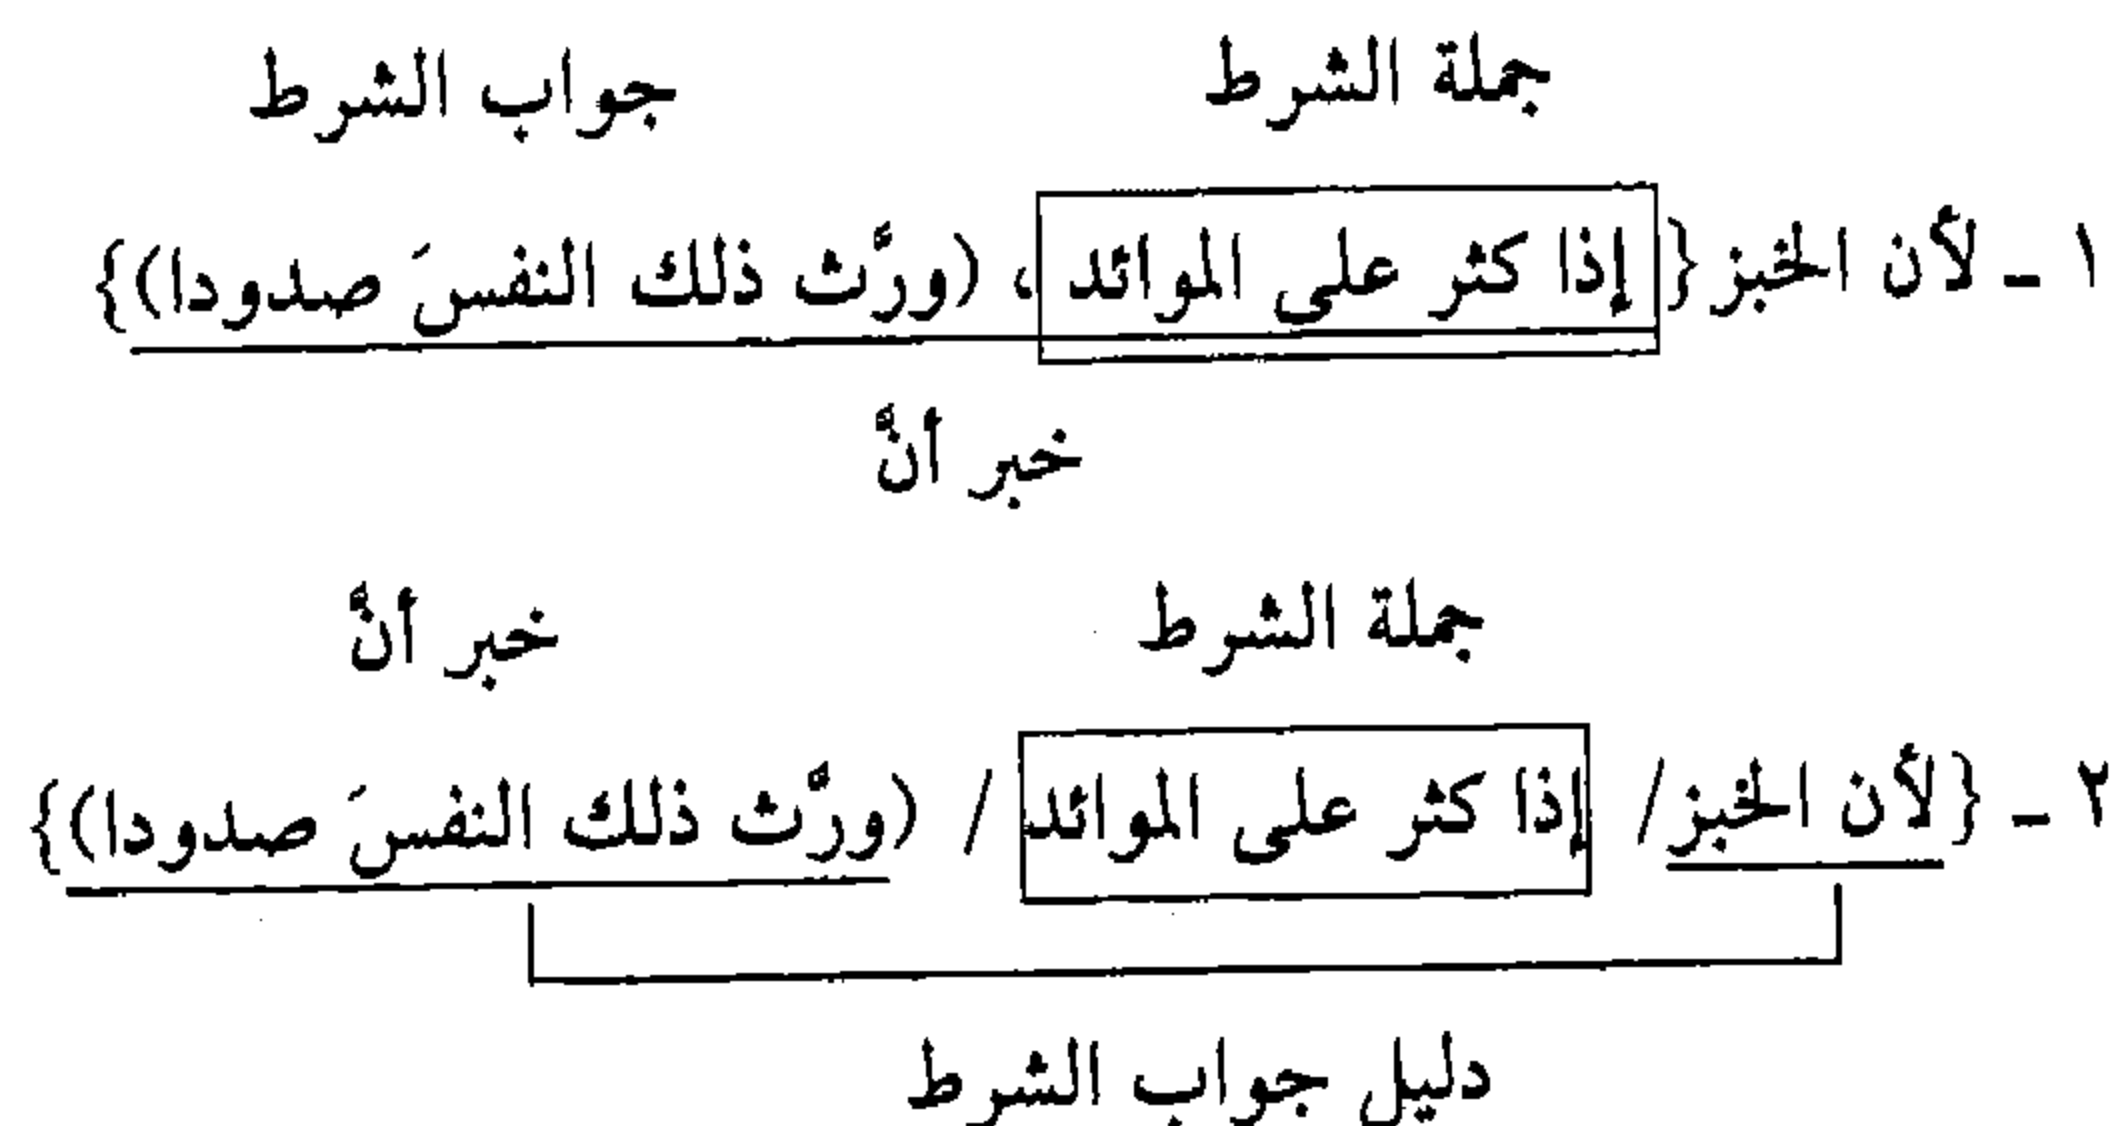 جملة الشرط جواب الشرط
١ ـ لأن الخبز {إذا كثر على الموائد ، (ورَّث ذلك النفسَ صدودا)}
خبر أنَّ
جملة الشرط خبر أنَّ
٢ ـ {لأن الخبز / إذا كثر على الموائد / (ورَّث ذلك النفسَ صدودا)}
دليل جواب الشرط